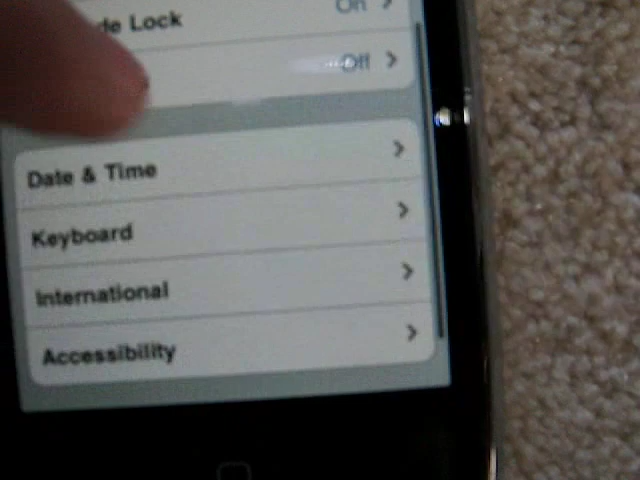 de Lock On
Off
Date & Time
Keyboard
International
Accessibility